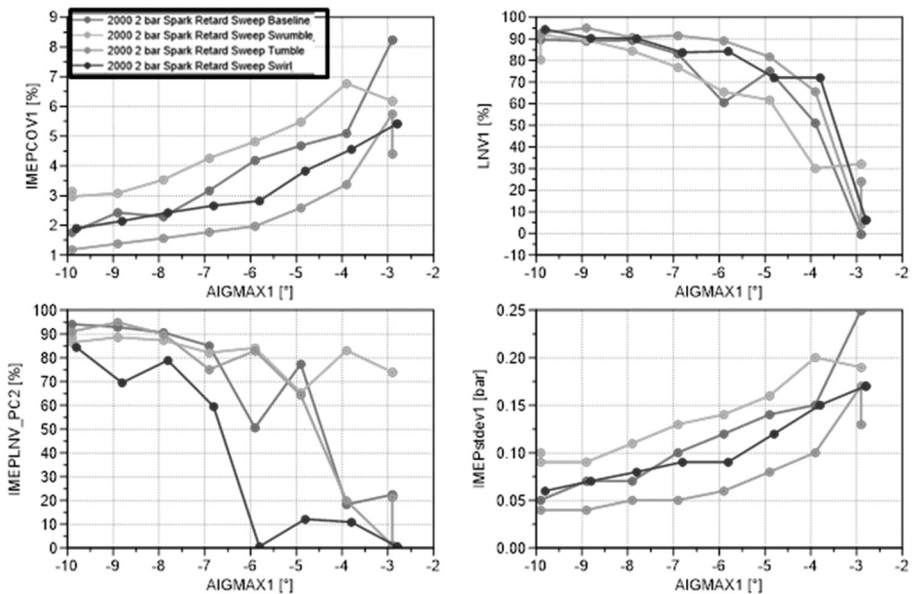 2000 2 bar Spark Retard Sweep Baseline
2000 2 bar Spark Retard Sweep Swumble
2000 2 bar Spark Retard Sweep Tumble
2000 2 bar Spark Retard Sweep Swirl
IMEPCOV1 [%]
9
8
7
6
5
4
3
2
1
-10 -9 -8 -7 -6 -5 -4 -3 -2
AIGMAX1 [°]
LNV1 [%]
100
90
80
70
60
50
40
30
20
10
0
-10
-10 -9 -8 -7 -6 -5 -4 -3 -2
AIGMAX1 [°]
IMEPLNV_PC2 [%]
100
90
80
70
60
50
40
30
20
10
0
-10 -9 -8 -7 -6 -5 -4 -3 -2
AIGMAX1 [°]
IMEPstdev1 [bar]
0.25
0.20
0.15
0.10
0.05
0.00
-10 -9 -8 -7 -6 -5 -4 -3 -2
AIGMAX1 [°]